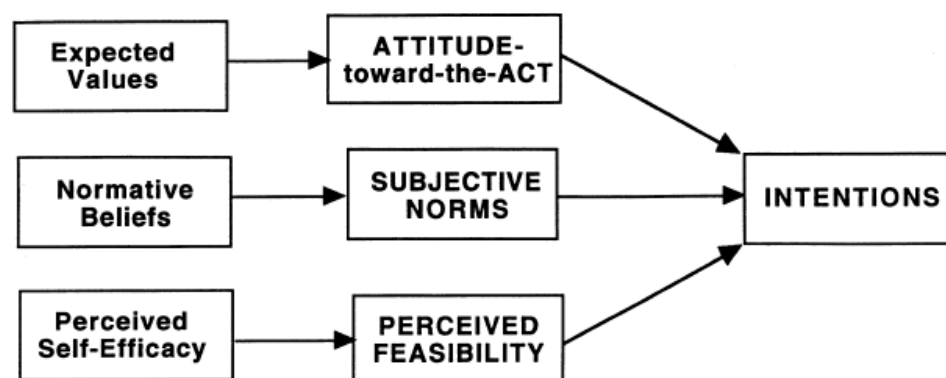 Expected
Values
ATTITUDE-
toward-the-ACT
Normative
Beliefs
SUBJECTIVE
NORMS
INTENTIONS
Perceived
Self-Efficacy
PERCEIVED
FEASIBILITY